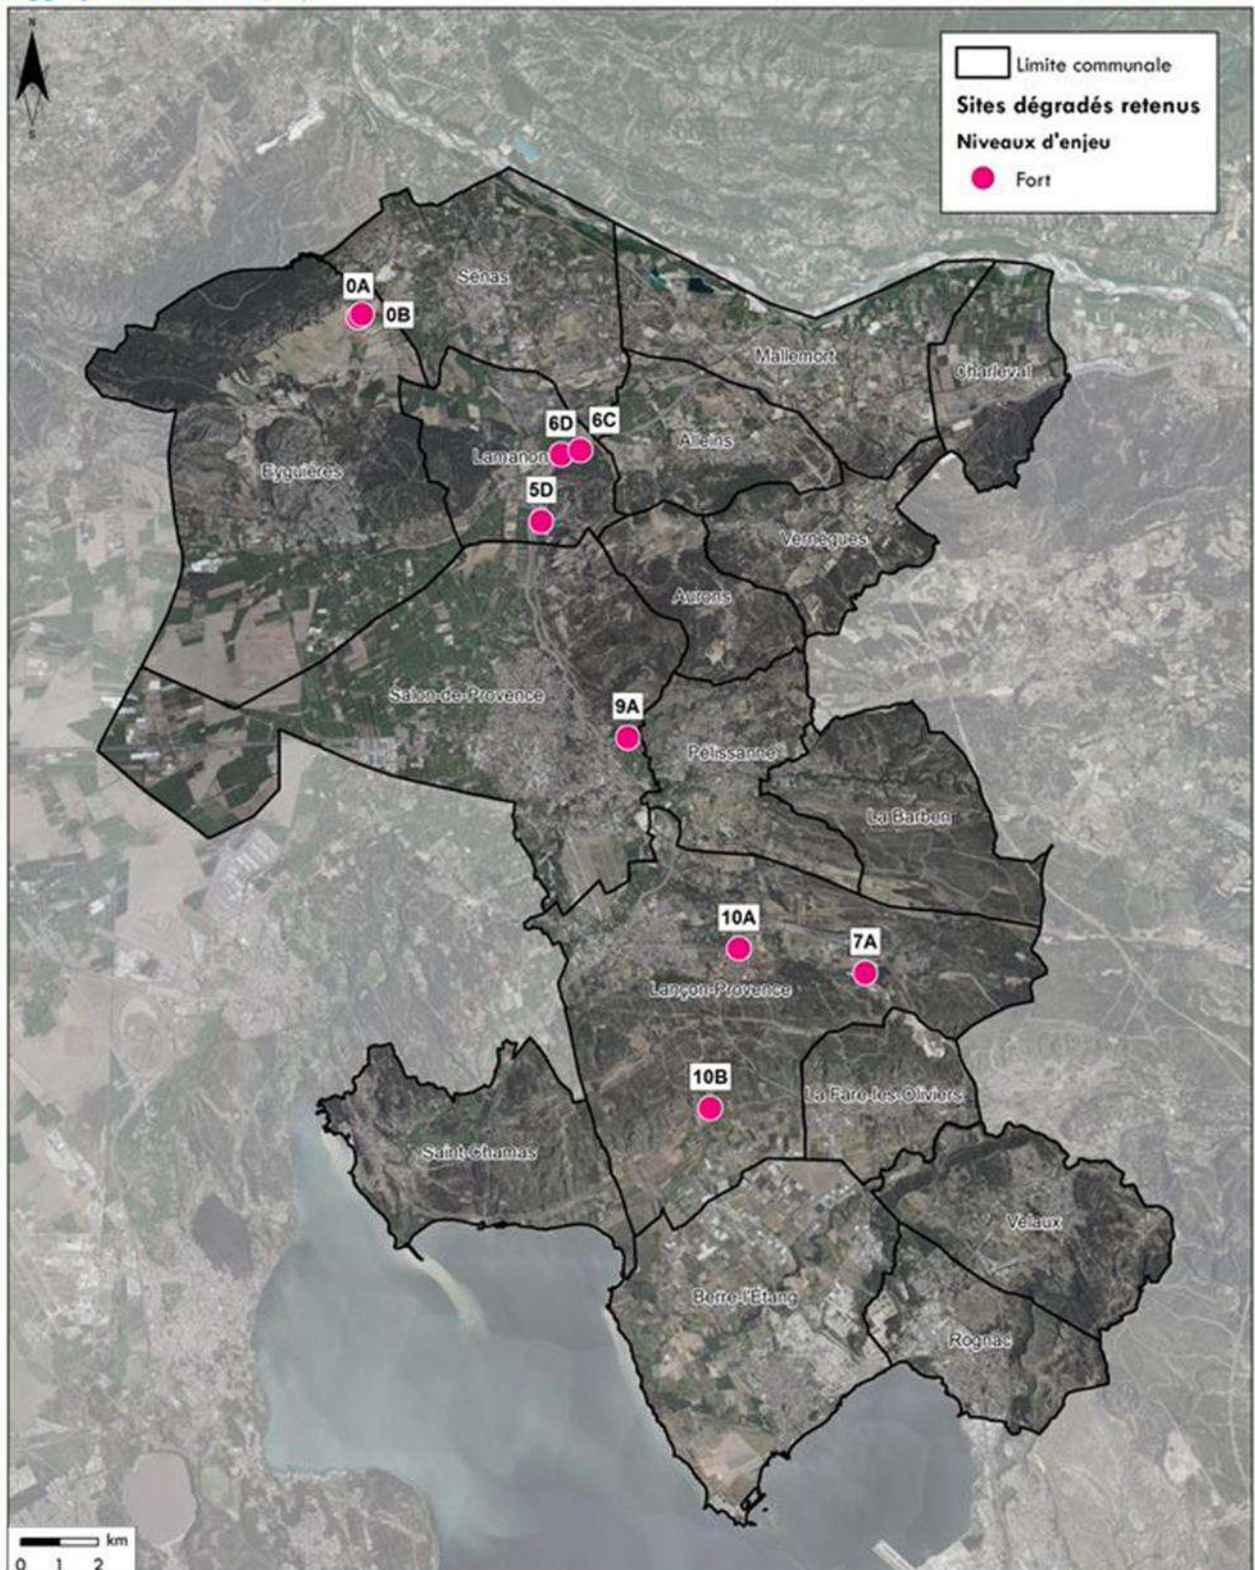 N
S
Limite communale
Sites dégradés retenus
Niveaux d'enjeu
Fort
Sénas
0A
0B
Mallemort
Charleval
6D
6C
Alleins
Lamanon
Eyguières
5D
Vernègues
Aurons
Salon-de-Provence
9A
Pélissanne
La Barben
10A
7A
Lançon-Provence
10B
La Fare-les-Oliviers
Saint-Chamas
Velaux
Berre-l'Etang
Rognac
km
0 1 2